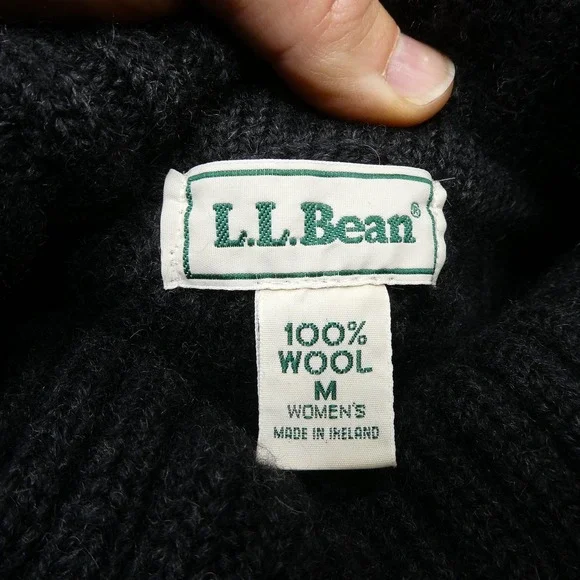 L.L.Bean®
100%
WOOL
M
WOMEN'S
MADE IN IRELAND